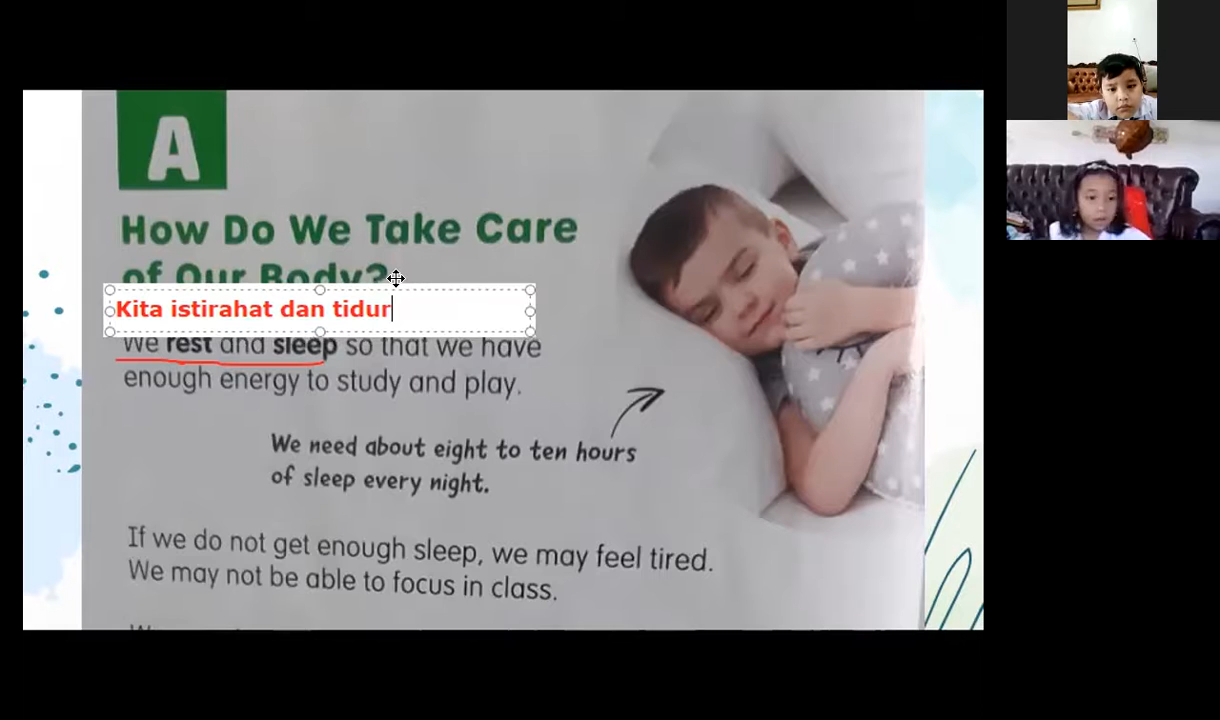 A
How Do We Take Care
of Our Body?
Kita istirahat dan tidur
We rest and sleep so that we have
enough energy to study and play.
We need about eight to ten hours
of sleep every night.
If we do not get enough sleep, we may feel tired.
We may not be able to focus in class.